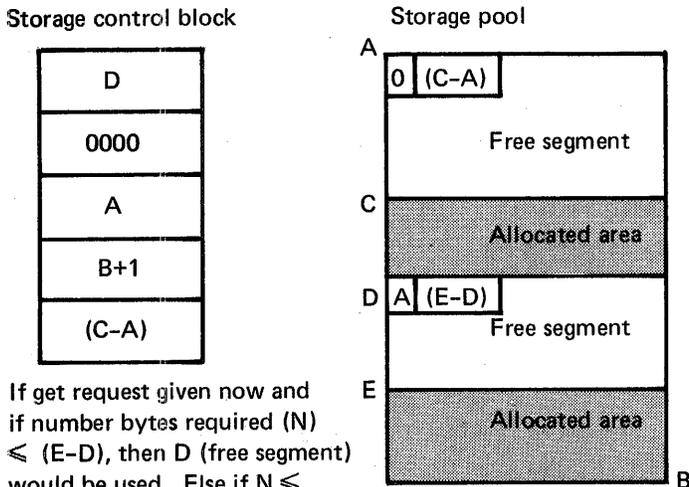 Storage control block
D
0000
A
B+1
(C-A)
If get request given now and
if number bytes required (N)
⩽ (E-D), then D (free segment)
would be used. Else if N ⩽
Storage pool
A
0 (C-A)
Free segment
C
Allocated area
D A (E-D)
Free segment
E
Allocated area
B